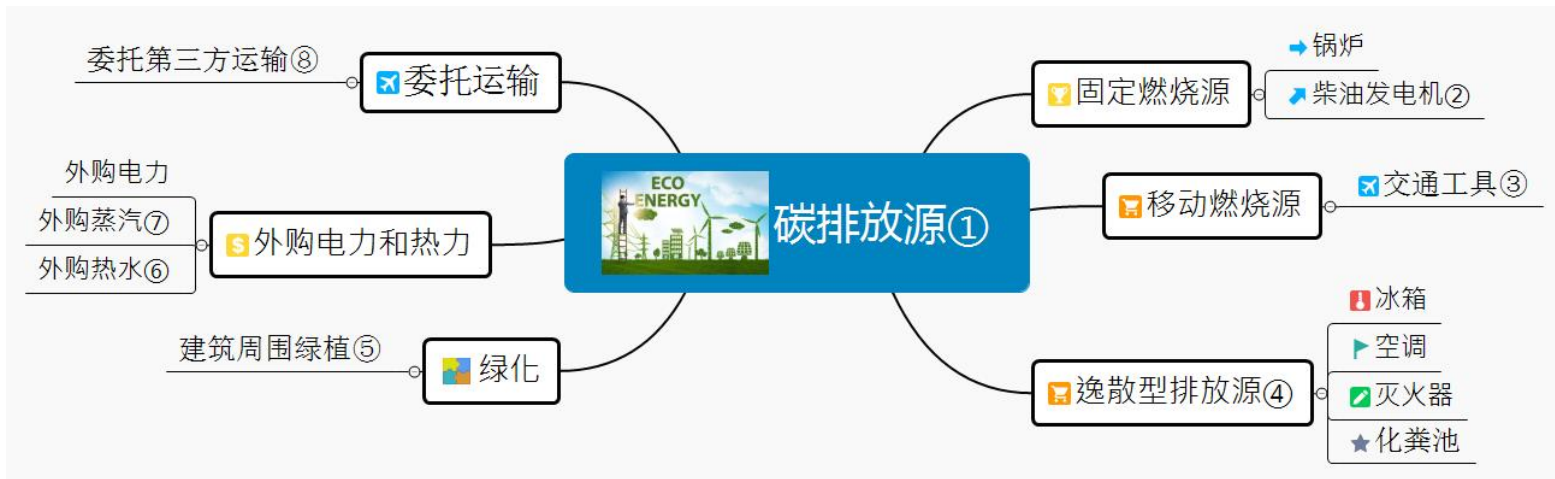 碳排放源①
ECO
ENERGY
固定燃烧源
锅炉
柴油发电机②
移动燃烧源
交通工具③
逸散型排放源④
冰箱
空调
灭火器
化粪池
绿化
建筑周围绿植⑤
外购电力和热力
外购电力
外购蒸汽⑦
外购热水⑥
委托运输
委托第三方运输⑧